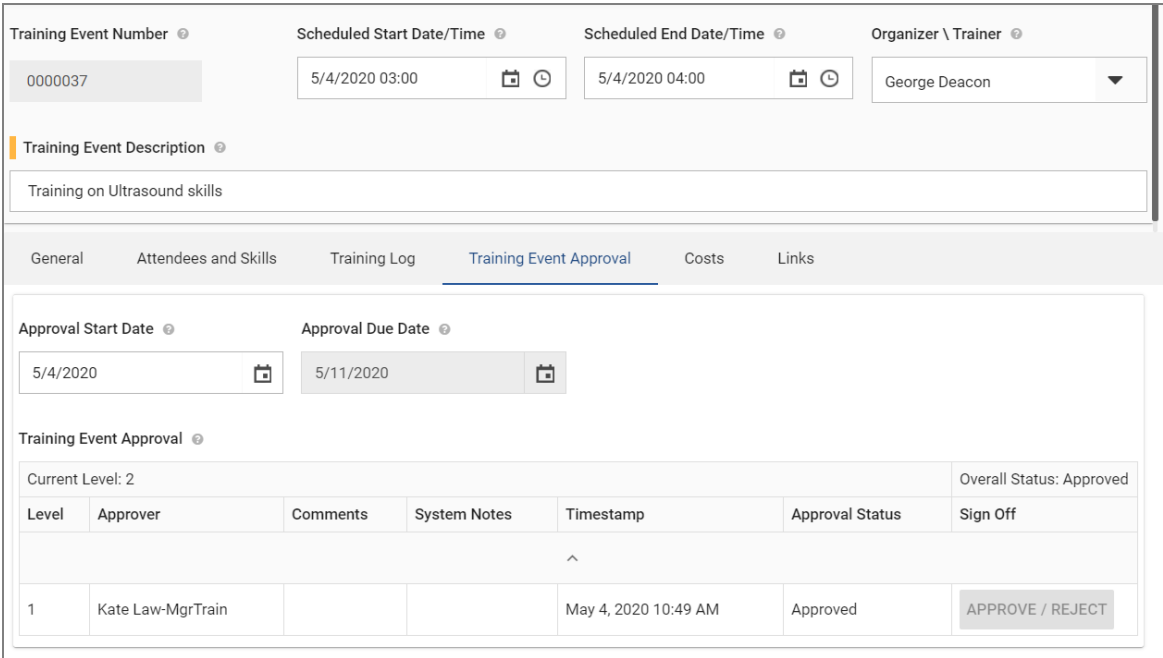 Training Event Number Scheduled Start Date/Time Scheduled End Date/Time Organizer \ Trainer
0000037 5/4/2020 03:00 5/4/2020 04:00 George Deacon
Training Event Description
Training on Ultrasound skills
General Attendees and Skills Training Log Training Event Approval Costs Links
Approval Start Date Approval Due Date
5/4/2020 5/11/2020
Training Event Approval
Current Level: 2 Overall Status: Approved
Level Approver Comments System Notes Timestamp Approval Status Sign Off
1 Kate Law-MgrTrain May 4, 2020 10:49 AM Approved APPROVE / REJECT